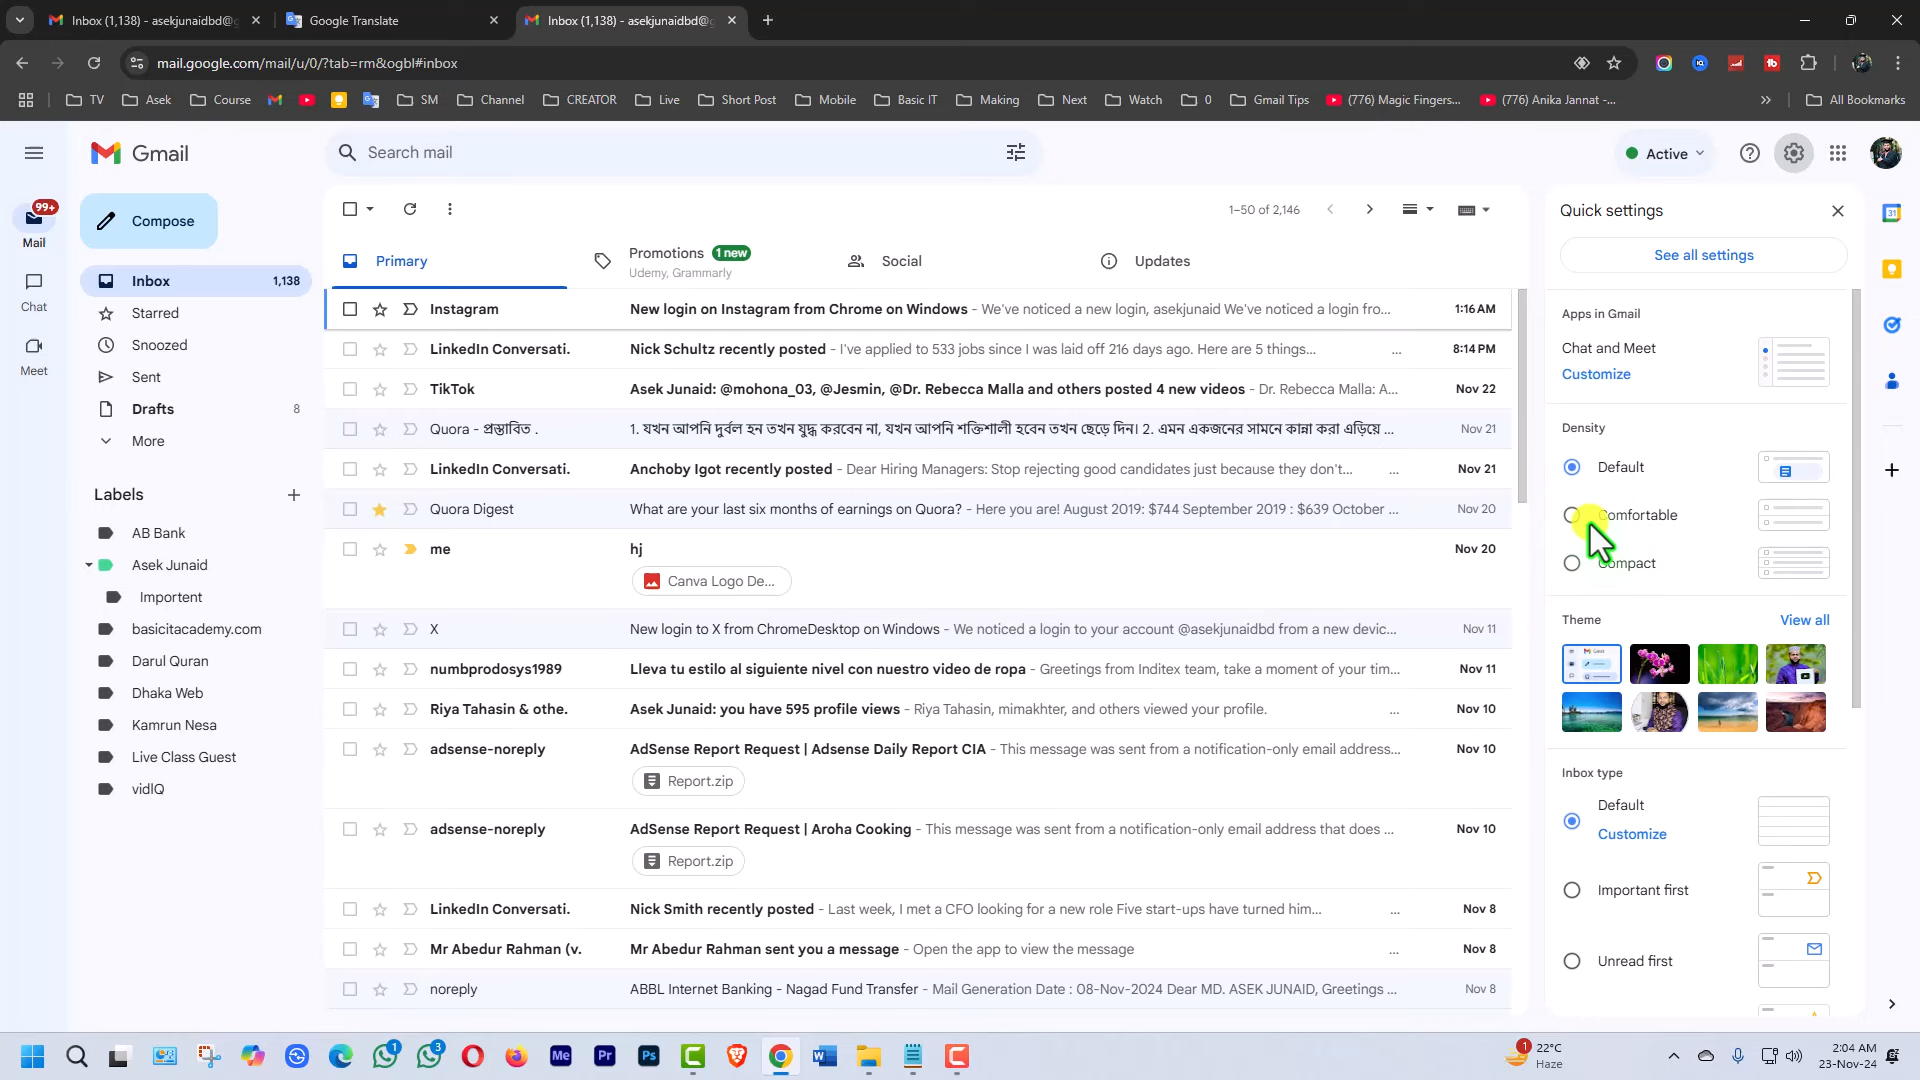 Inbox (1,138) - asekjunaidbd@g
Google Translate
Inbox (1,138) - asekjunaidbd@g
mail.google.com/mail/u/0/?tab=rm&ogbl#inbox
TV
Asek
Course
SM
Channel
CREATOR
Live
Short Post
Mobile
Basic IT
Making
Next
Watch
0
Gmail Tips
(776) Magic Fingers...
(776) Anika Jannat -...
All Bookmarks
Gmail
Search mail
Active
99+
Mail
Chat
Meet
Compose
Inbox 1,138
Starred
Snoozed
Sent
Drafts 8
More
Labels
AB Bank
Asek Junaid
Importent
basicitacademy.com
Darul Quran
Dhaka Web
Kamrun Nesa
Live Class Guest
vidIQ
1–50 of 2,146
Primary
Promotions 1 new
Udemy, Grammarly
Social
Updates
Instagram New login on Instagram from Chrome on Windows - We've noticed a new login, asekjunaid We've noticed a login fro... 1:16 AM
LinkedIn Conversati. Nick Schultz recently posted - I've applied to 533 jobs since I was laid off 216 days ago. Here are 5 things... ... 8:14 PM
TikTok Asek Junaid: @mohona_03, @Jesmin, @Dr. Rebecca Malla and others posted 4 new videos - Dr. Rebecca Malla: A... Nov 22
Quora - প্রস্তাবিত . 1. যখন আপনি দুর্বল হন তখন যুদ্ধ করবেন না, যখন আপনি শক্তিশালী হবেন তখন ছেড়ে দিন। 2. এমন একজনের সামনে কান্না করা এড়িয়ে ... Nov 21
LinkedIn Conversati. Anchoby Igot recently posted - Dear Hiring Managers: Stop rejecting good candidates just because they don't... ... Nov 21
Quora Digest What are your last six months of earnings on Quora? - Here you are! August 2019: $744 September 2019 : $639 October ... Nov 20
me hj Nov 20
Canva Logo De...
X New login to X from ChromeDesktop on Windows - We noticed a login to your account @asekjunaidbd from a new devic... Nov 11
numbprodosys1989 Lleva tu estilo al siguiente nivel con nuestro video de ropa - Greetings from Inditex team, take a moment of your tim... Nov 11
Riya Tahasin & othe. Asek Junaid: you have 595 profile views - Riya Tahasin, mimakhter, and others viewed your profile. ... Nov 10
adsense-noreply AdSense Report Request | Adsense Daily Report CIA - This message was sent from a notification-only email address... Nov 10
Report.zip
adsense-noreply AdSense Report Request | Aroha Cooking - This message was sent from a notification-only email address that does ... Nov 10
Report.zip
LinkedIn Conversati. Nick Smith recently posted - Last week, I met a CFO looking for a new role Five start-ups have turned him... ... Nov 8
Mr Abedur Rahman (v. Mr Abedur Rahman sent you a message - Open the app to view the message ... Nov 8
noreply ABBL Internet Banking - Nagad Fund Transfer - Mail Generation Date : 08-Nov-2024 Dear MD. ASEK JUNAID, Greetings ... Nov 8
Quick settings
See all settings
Apps in Gmail
Chat and Meet
Customize
Density
Default
Comfortable
Compact
Theme View all
Gmail
Inbox type
Default
Customize
Important first
Unread first
31
Me
Pr
Ps
1
3
1
22°C
Haze
2:04 AM
23-Nov-24